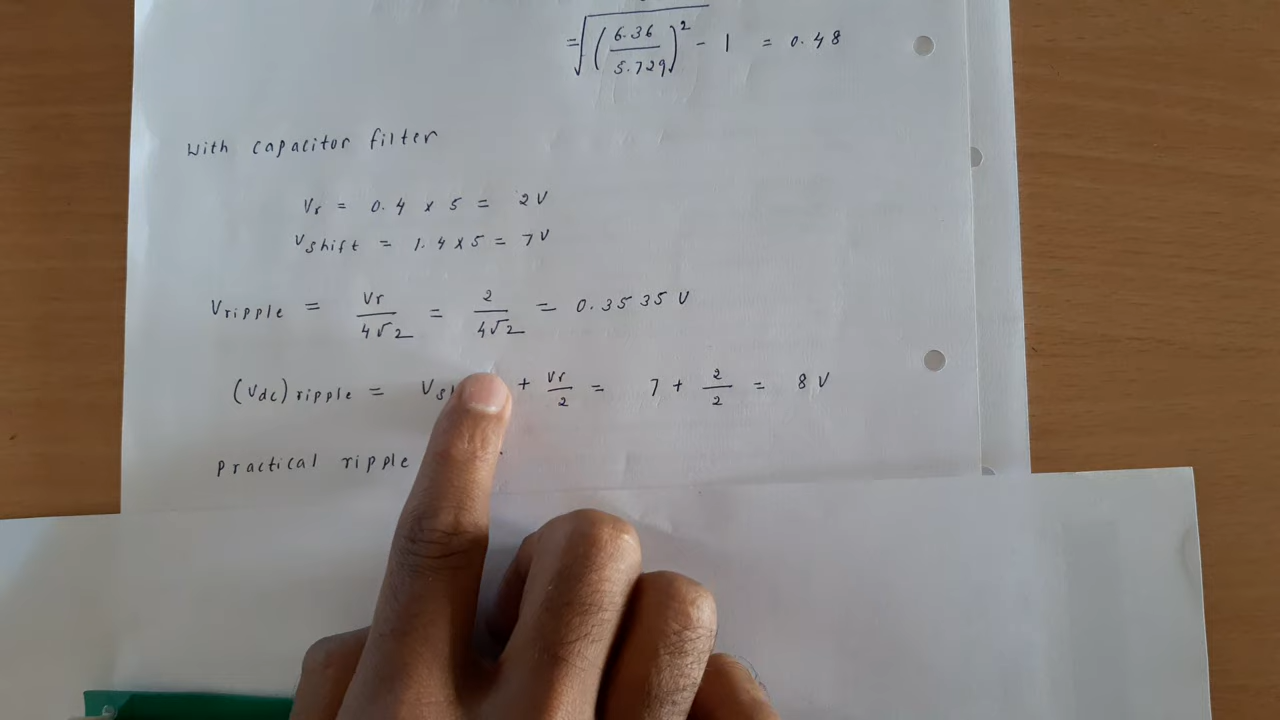 = √(6.36/5.729)² - 1 = 0.48
With capacitor filter
Vr = 0.4 x 5 = 2V
Vshift = 1.4 x 5 = 7V
Vripple = Vr/4√2 = 2/4√2 = 0.3535 V
(Vdc)ripple = + Vr/2 = 7 + 2/2 = 8V
practical ripple